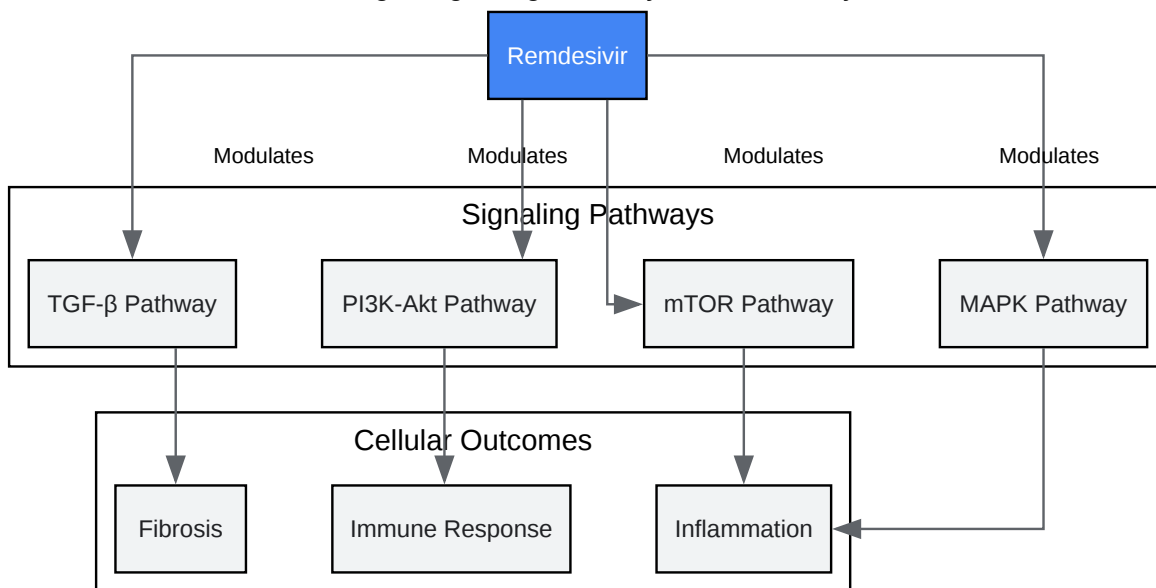 Remdesivir
Modulates Modulates Modulates Modulates
Signaling Pathways
TGF-β Pathway PI3K-Akt Pathway mTOR Pathway MAPK Pathway
Cellular Outcomes
Fibrosis Immune Response Inflammation